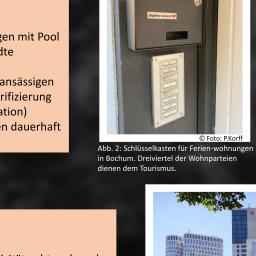 gen mit Pool
dte
ansässigen
rifizierung
ation)
en dauerhaft
© Foto: P.Korff
Abb. 2: Schlüsselkasten für Ferien-wohnungen
in Bochum. Dreiviertel der Wohnparteien
dienen dem Tourismus.